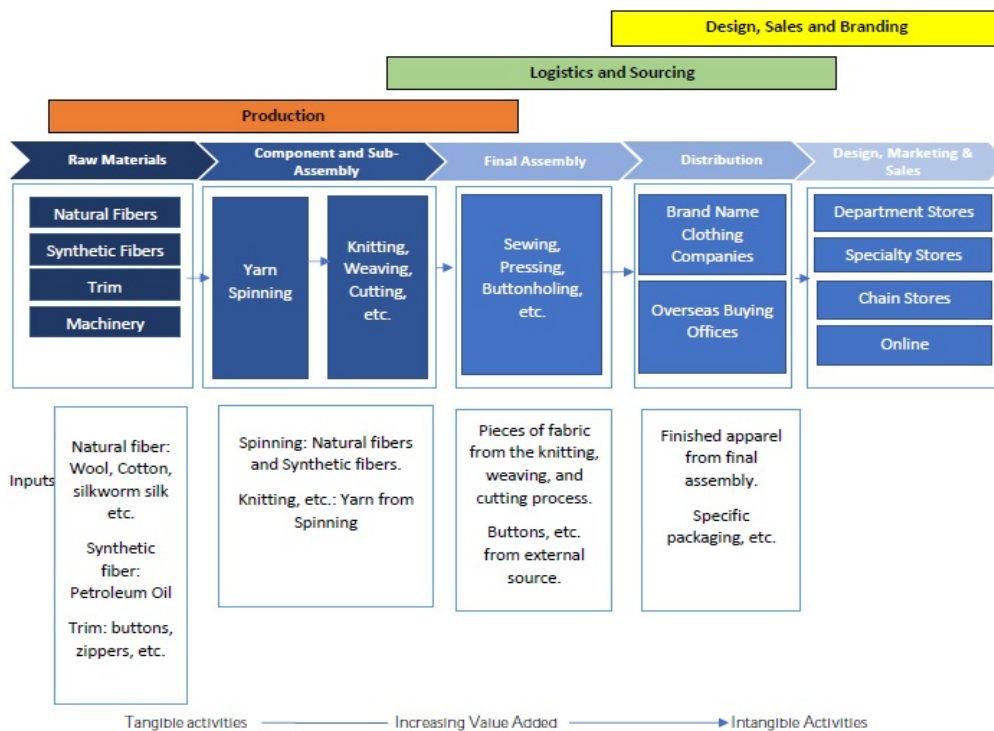 Design, Sales and Branding
Logistics and Sourcing
Production
Raw Materials
Component and Sub-
Assembly
Final Assembly
Distribution
Design, Marketing &
Sales
Natural Fibers
Synthetic Fibers
Trim
Machinery
Yarn
Spinning
Knitting,
Weaving,
Cutting,
etc.
Sewing,
Pressing,
Buttonholing,
etc.
Brand Name
Clothing
Companies
Overseas Buying
Offices
Department Stores
Specialty Stores
Chain Stores
Online
Inputs
Natural fiber:
Wool, Cotton,
silkworm silk
etc.
Synthetic
fiber:
Petroleum Oil
Trim: buttons,
zippers, etc.
Spinning: Natural fibers
and Synthetic fibers.
Knitting, etc.: Yarn from
Spinning
Pieces of fabric
from the knitting,
weaving, and
cutting process.
Buttons, etc.
from external
source.
Finished apparel
from final
assembly.
Specific
packaging, etc.
Tangible activities
Increasing Value Added
Intangible Activities